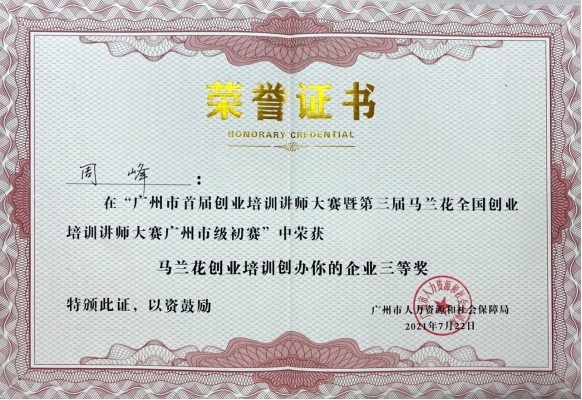 荣誉证书
HONORARY CREDENTIAL
周峰：
在“广州市首届创业培训讲师大赛暨第三届马兰花全国创业
培训讲师大赛广州市级初赛”中荣获
马兰花创业培训创办你的企业三等奖
特颁此证，以资鼓励
广州市人力资源和社会保障局
2021年7月22日